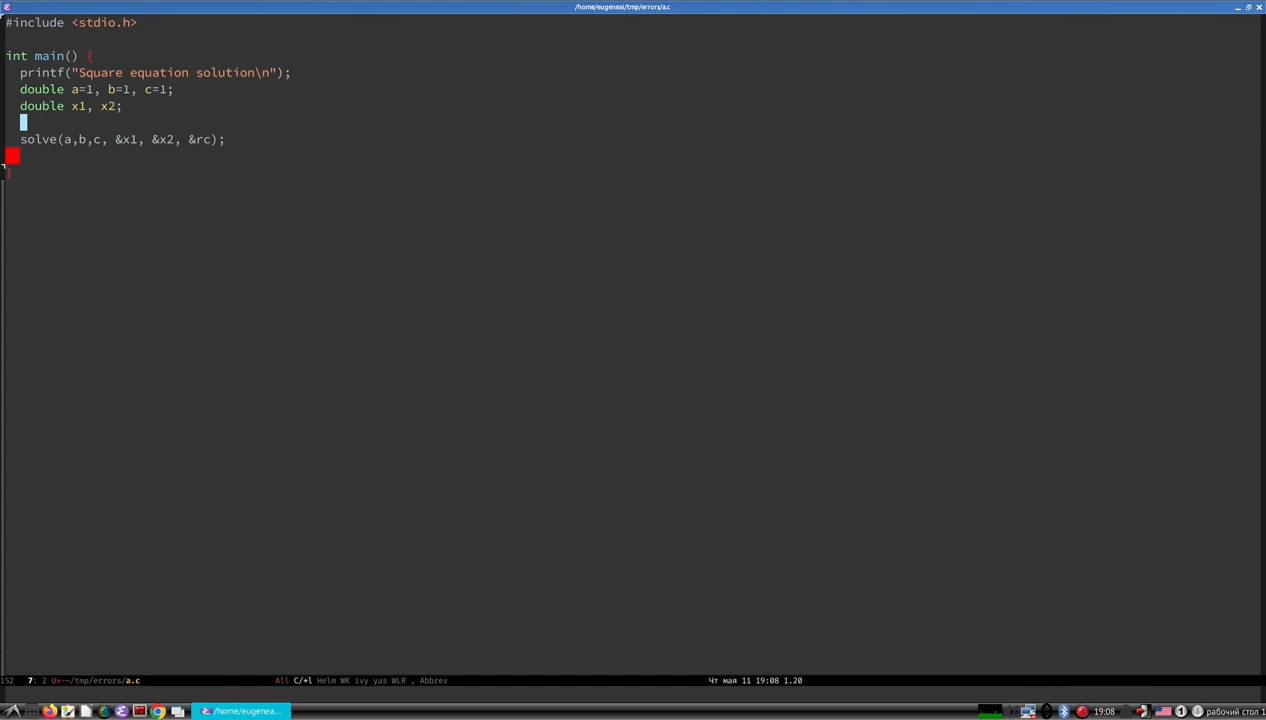 /home/eugeneai/tmp/errors/a.c
#include <stdio.h>
int main() {
printf("Square equation solution\n");
double a=1, b=1, c=1;
double x1, x2;
solve(a,b,c, &x1, &x2, &rc);
}
152 7: 2 U*--/tmp/errors/a.c All C/*l Helm WK ivy yas WLR , Abbrev Чт мая 11 19:08 1.20
/home/eugenea... 19:08 1 рабочий стол 1